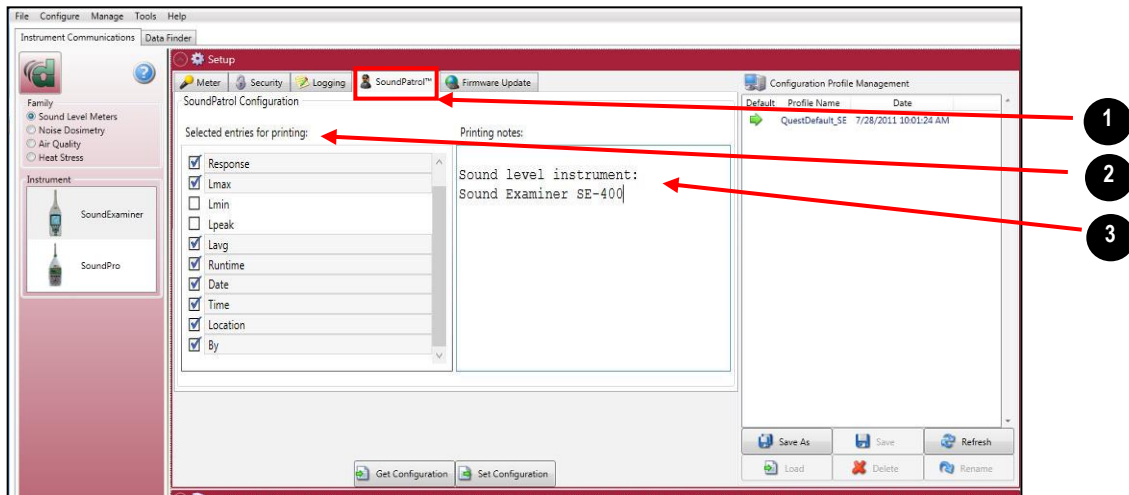 File Configure Manage Tools Help
Instrument Communications Data Finder
Setup
Meter Security Logging SoundPatrol™ Firmware Update
Family
Sound Level Meters
Noise Dosimetry
Air Quality
Heat Stress
Instrument
SoundExaminer
SoundPro
SoundPatrol Configuration
Selected entries for printing:
Response
Lmax
Lmin
Lpeak
Lavg
Runtime
Date
Time
Location
By
Printing notes:
Sound level instrument:
Sound Examiner SE-400
Get Configuration Set Configuration
Configuration Profile Management
Default Profile Name Date
QuestDefault_SE 7/28/2011 10:01:24 AM
Save As Save Refresh
Load Delete Rename
1
2
3